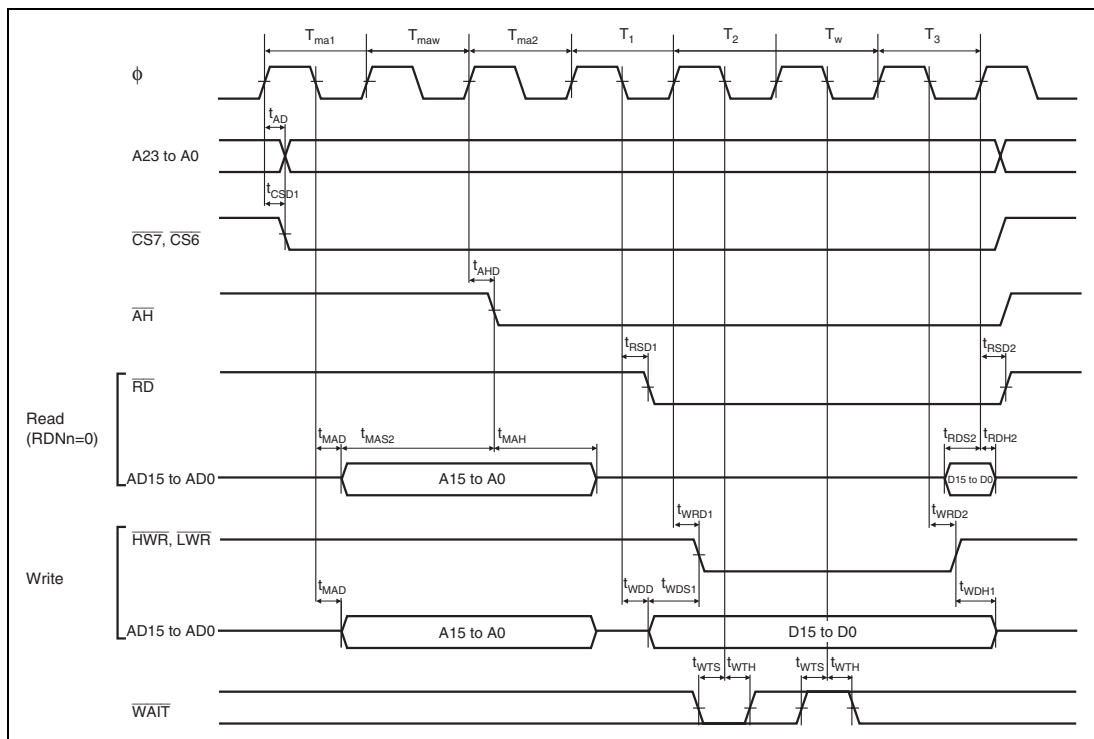 Tma1 Tmaw Tma2 T1 T2 Tw T3
ϕ
tAD
A23 to A0
tCSD1
CS7, CS6
tAHD
AH
tRSD1 tRSD2
RD
Read
(RDNn=0)
tMAD tMAS2 tMAH tRDS2 tRDH2
AD15 to AD0 A15 to A0 D15 to D0
tWRD1 tWRD2
HWR, LWR
Write
tMAD tWDD tWDS1 tWDH1
AD15 to AD0 A15 to A0 D15 to D0
tWTS tWTH tWTS tWTH
WAIT